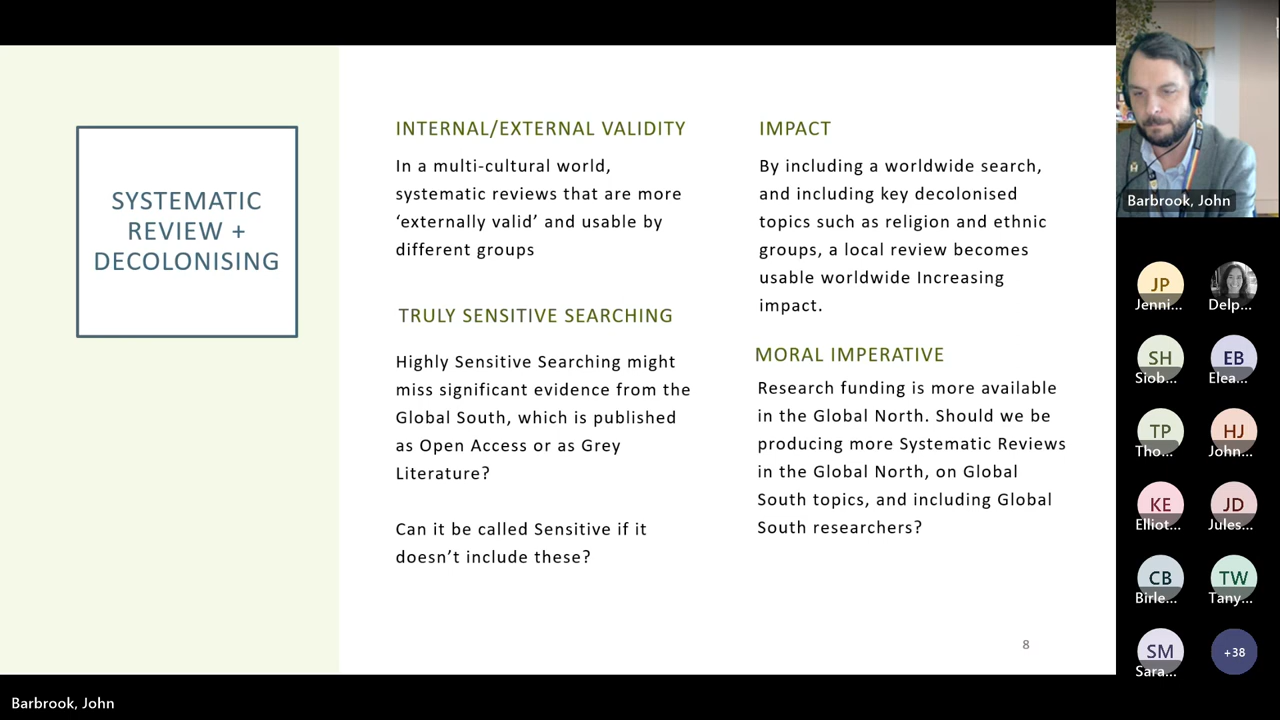 SYSTEMATIC
REVIEW +
DECOLONISING
INTERNAL/EXTERNAL VALIDITY
In a multi-cultural world,
systematic reviews that are more
‘externally valid’ and usable by
different groups
TRULY SENSITIVE SEARCHING
Highly Sensitive Searching might
miss significant evidence from the
Global South, which is published
as Open Access or as Grey
Literature?
Can it be called Sensitive if it
doesn’t include these?
IMPACT
By including a worldwide search,
and including key decolonised
topics such as religion and ethnic
groups, a local review becomes
usable worldwide Increasing
impact.
MORAL IMPERATIVE
Research funding is more available
in the Global North. Should we be
producing more Systematic Reviews
in the Global North, on Global
South topics, and including Global
South researchers?
8
Barbrook, John
JP
Jenni...
Delp...
SH
Siob...
EB
Elea...
TP
Tho...
HJ
John...
KE
Elliot...
JD
Jules...
CB
Birle...
TW
Tany...
SM
Sara...
+38
Barbrook, John